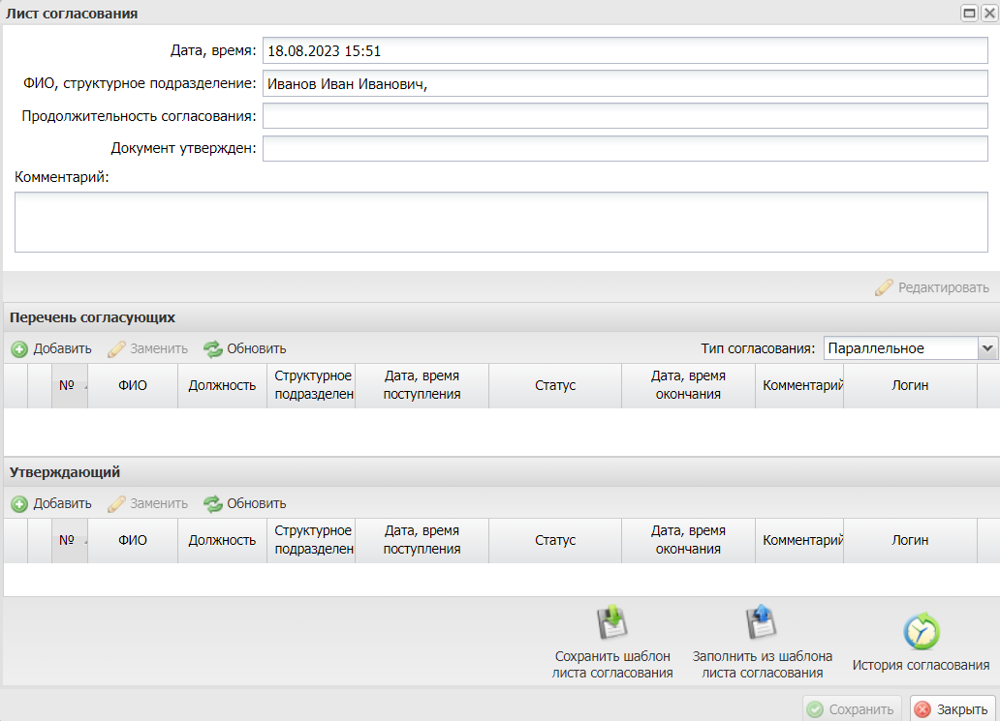 Лист согласования
Дата, время: 18.08.2023 15:51
ФИО, структурное подразделение: Иванов Иван Иванович,
Продолжительность согласования:
Документ утвержден:
Комментарий:
Редактировать
Перечень согласующих
Добавить Заменить Обновить Тип согласования: Параллельное
№ ФИО Должность Структурное подразделен Дата, время поступления Статус Дата, время окончания Комментарий Логин
Утверждающий
Добавить Заменить Обновить
№ ФИО Должность Структурное подразделен Дата, время поступления Статус Дата, время окончания Комментарий Логин
Сохранить шаблон листа согласования
Заполнить из шаблона листа согласования
История согласования
Сохранить Закрыть